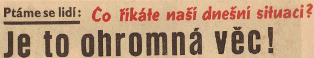 Ptáme se lidí: Co říkáte naší dnešní situaci?
Je to ohromná věc!